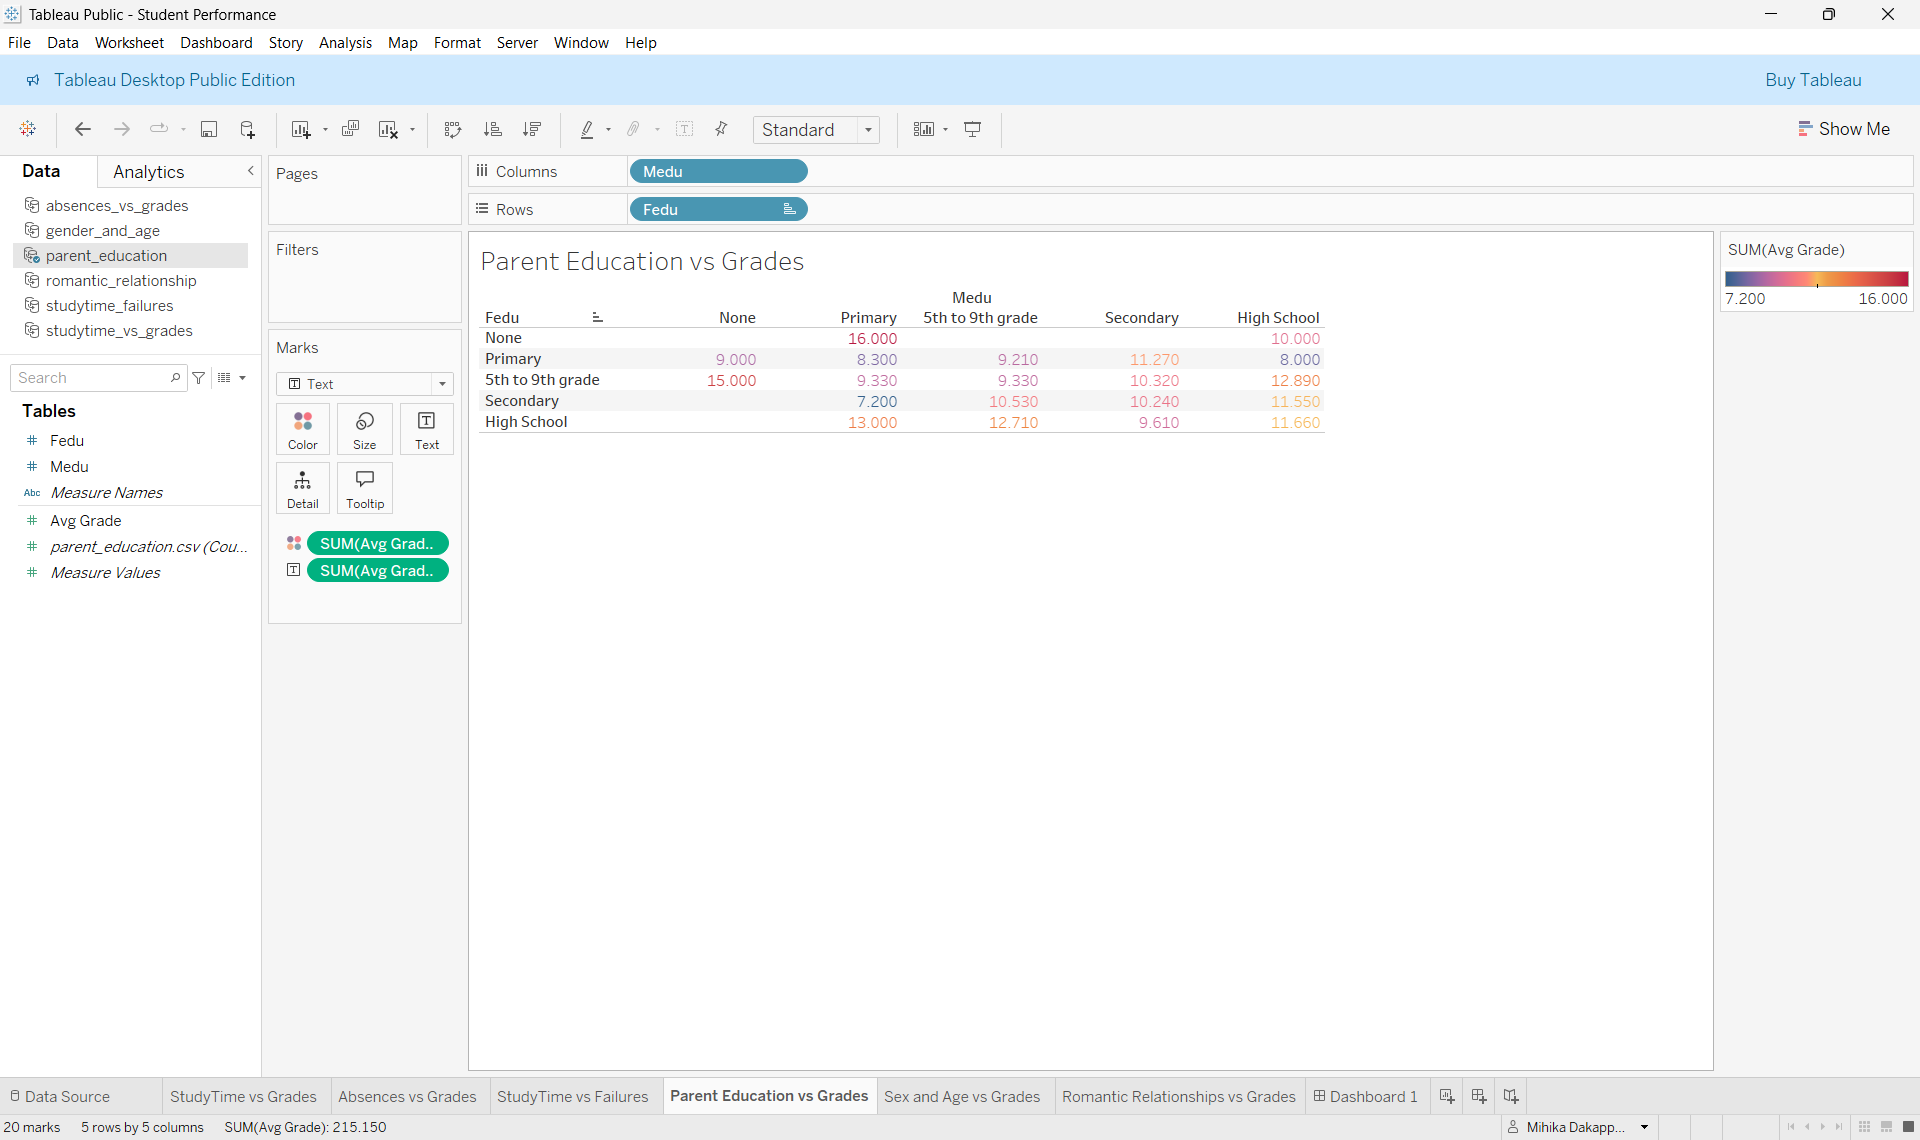 Tableau Public - Student Performance
File Data Worksheet Dashboard Story Analysis Map Format Server Window Help
Tableau Desktop Public Edition
Buy Tableau
Standard
Show Me
Data
Analytics
absences_vs_grades
gender_and_age
parent_education
romantic_relationship
studytime_failures
studytime_vs_grades
Search
Tables
Fedu
Medu
Abc Measure Names
Avg Grade
parent_education.csv (Cou...
Measure Values
Pages
Filters
Marks
Text
Color Size Text
Detail Tooltip
SUM(Avg Grad..
SUM(Avg Grad..
Columns Medu
Rows Fedu
Parent Education vs Grades
Medu
Fedu None Primary 5th to 9th grade Secondary High School
None 16.000 10.000
Primary 9.000 8.300 9.210 11.270 8.000
5th to 9th grade 15.000 9.330 9.330 10.320 12.890
Secondary 7.200 10.530 10.240 11.550
High School 13.000 12.710 9.610 11.660
SUM(Avg Grade)
7.200 16.000
Data Source StudyTime vs Grades Absences vs Grades StudyTime vs Failures Parent Education vs Grades Sex and Age vs Grades Romantic Relationships vs Grades Dashboard 1
20 marks 5 rows by 5 columns SUM(Avg Grade): 215.150
Mihika Dakapp...